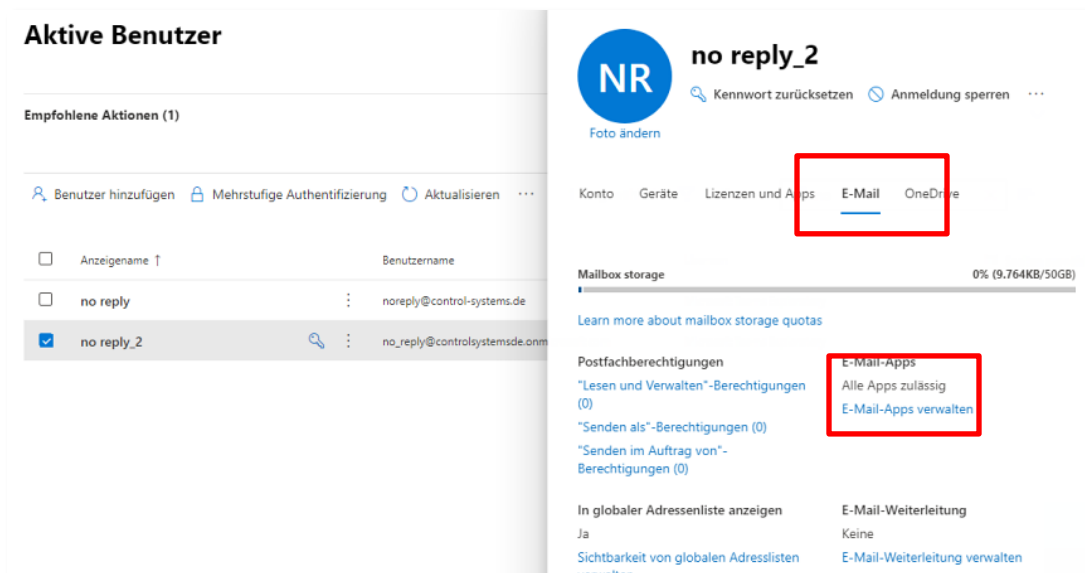 Aktive Benutzer
Empfohlene Aktionen (1)
Benutzer hinzufügen Mehrstufige Authentifizierung Aktualisieren ...
Anzeigename ↑ Benutzername
no reply noreply@control-systems.de
no reply_2 no_reply@controlsystemsde.onm
NR
no reply_2
Kennwort zurücksetzen Anmeldung sperren ...
Foto ändern
Konto Geräte Lizenzen und Apps E-Mail OneDrive
Mailbox storage 0% (9.764KB/50GB)
Learn more about mailbox storage quotas
Postfachberechtigungen
"Lesen und Verwalten"-Berechtigungen
(0)
"Senden als"-Berechtigungen (0)
"Senden im Auftrag von"-
Berechtigungen (0)
E-Mail-Apps
Alle Apps zulässig
E-Mail-Apps verwalten
In globaler Adressenliste anzeigen
Ja
Sichtbarkeit von globalen Adresslisten
E-Mail-Weiterleitung
Keine
E-Mail-Weiterleitung verwalten